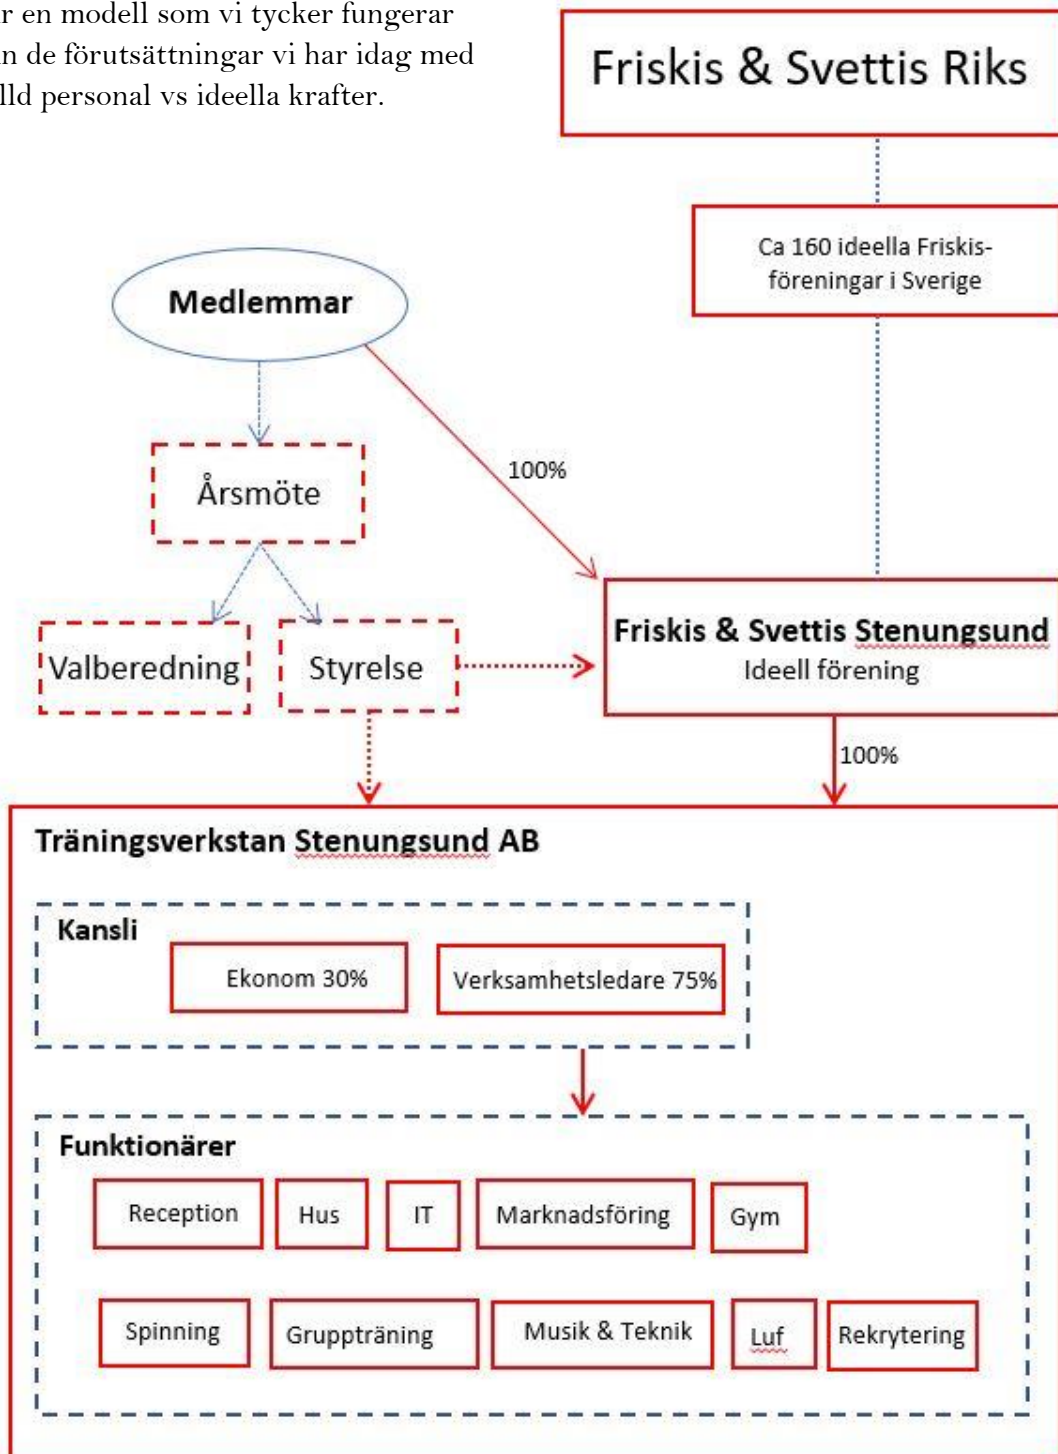 r en modell som vi tycker fungerar
n de förutsättningar vi har idag med
lld personal vs ideella krafter.
Friskis & Svettis Riks
Ca 160 ideella Friskis-
föreningar i Sverige
Medlemmar
100%
Årsmöte
Valberedning
Styrelse
Friskis & Svettis Stenungsund
Ideell förening
100%
Träningsverkstan Stenungsund AB
Kansli
Ekonom 30%
Verksamhetsledare 75%
Funktionärer
Reception
Hus
IT
Marknadsföring
Gym
Spinning
Gruppträning
Musik & Teknik
Luf
Rekrytering